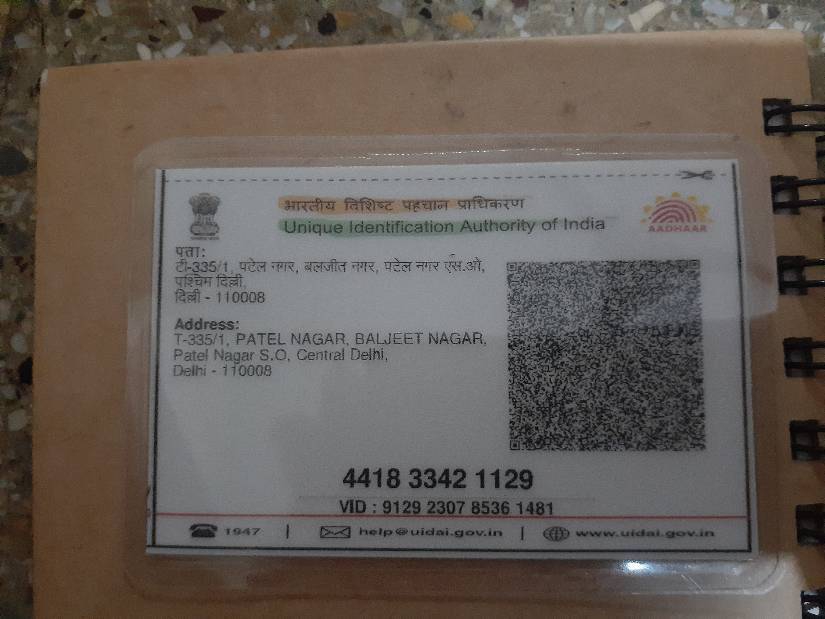 भारतीय विशिष्ट पहचान प्राधिकरण
Unique Identification Authority of India
AADHAAR
पता:
टी-335/1, पटेल नगर, बलजीत नगर, पटेल नगर एस.ओ,
पश्चिम दिल्ली,
दिल्ली - 110008
Address:
T-335/1, PATEL NAGAR, BALJEET NAGAR,
Patel Nagar S.O, Central Delhi,
Delhi - 110008
4418 3342 1129
VID : 9129 2307 8536 1481
1947 | help@uidai.gov.in | www.uidai.gov.in